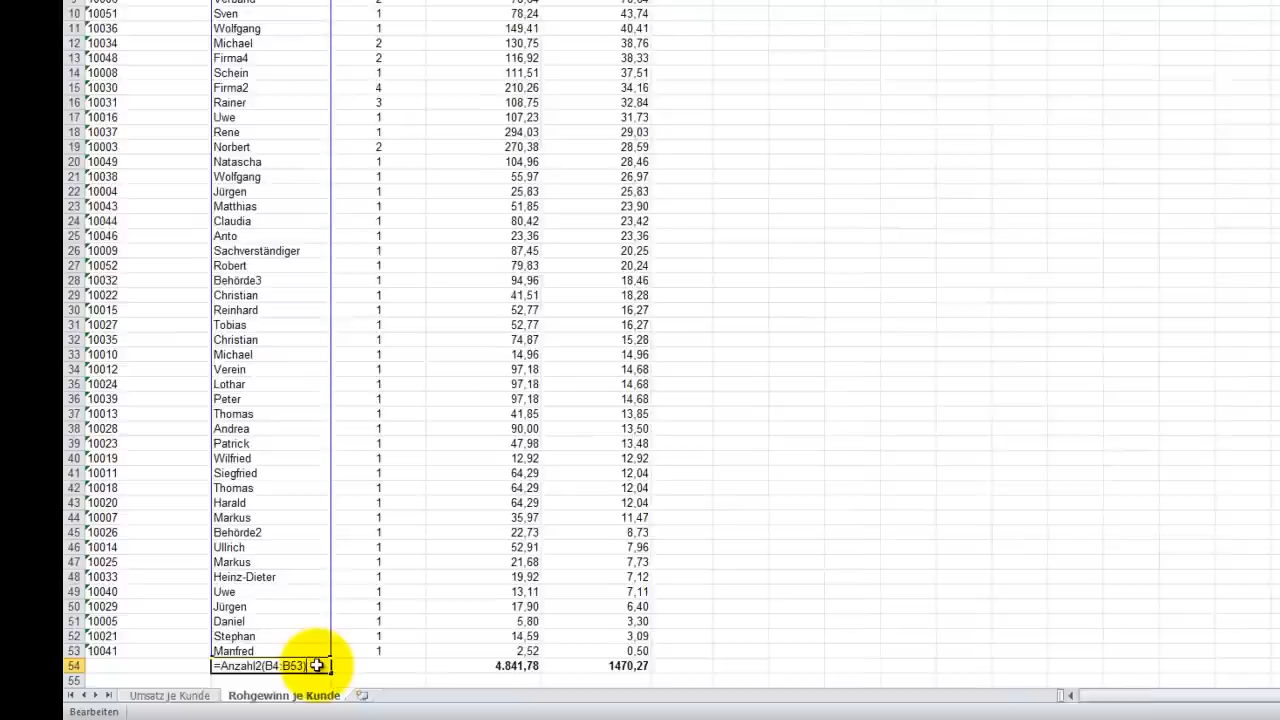 10 10051 Sven 1 78,24 43,74
11 10036 Wolfgang 1 149,41 40,41
12 10034 Michael 2 130,75 38,76
13 10048 Firma4 2 116,92 38,33
14 10008 Schein 1 111,51 37,51
15 10030 Firma2 4 210,26 34,16
16 10031 Rainer 3 108,75 32,84
17 10016 Uwe 1 107,23 31,73
18 10037 Rene 1 294,03 29,03
19 10003 Norbert 2 270,38 28,59
20 10049 Natascha 1 104,96 28,46
21 10038 Wolfgang 1 55,97 26,97
22 10004 Jürgen 1 25,83 25,83
23 10043 Matthias 1 51,85 23,90
24 10044 Claudia 1 80,42 23,42
25 10046 Anto 1 23,36 23,36
26 10009 Sachverständiger 1 87,45 20,25
27 10052 Robert 1 79,83 20,24
28 10032 Behörde3 1 94,96 18,46
29 10022 Christian 1 41,51 18,28
30 10015 Reinhard 1 52,77 16,27
31 10027 Tobias 1 52,77 16,27
32 10035 Christian 1 74,87 15,28
33 10010 Michael 1 14,96 14,96
34 10012 Verein 1 97,18 14,68
35 10024 Lothar 1 97,18 14,68
36 10039 Peter 1 97,18 14,68
37 10013 Thomas 1 41,85 13,85
38 10028 Andrea 1 90,00 13,50
39 10023 Patrick 1 47,98 13,48
40 10019 Wilfried 1 12,92 12,92
41 10011 Siegfried 1 64,29 12,04
42 10018 Thomas 1 64,29 12,04
43 10020 Harald 1 64,29 12,04
44 10007 Markus 1 35,97 11,47
45 10026 Behörde2 1 22,73 8,73
46 10014 Ullrich 1 52,91 7,96
47 10025 Markus 1 21,68 7,73
48 10033 Heinz-Dieter 1 19,92 7,12
49 10040 Uwe 1 13,11 7,11
50 10029 Jürgen 1 17,90 6,40
51 10005 Daniel 1 5,80 3,30
52 10021 Stephan 1 14,59 3,09
53 10041 Manfred 1 2,52 0,50
54 =Anzahl2(B4:B53) 4.841,78 1470,27
55
Umsatz je Kunde Rohgewinn je Kunde
Bearbeiten